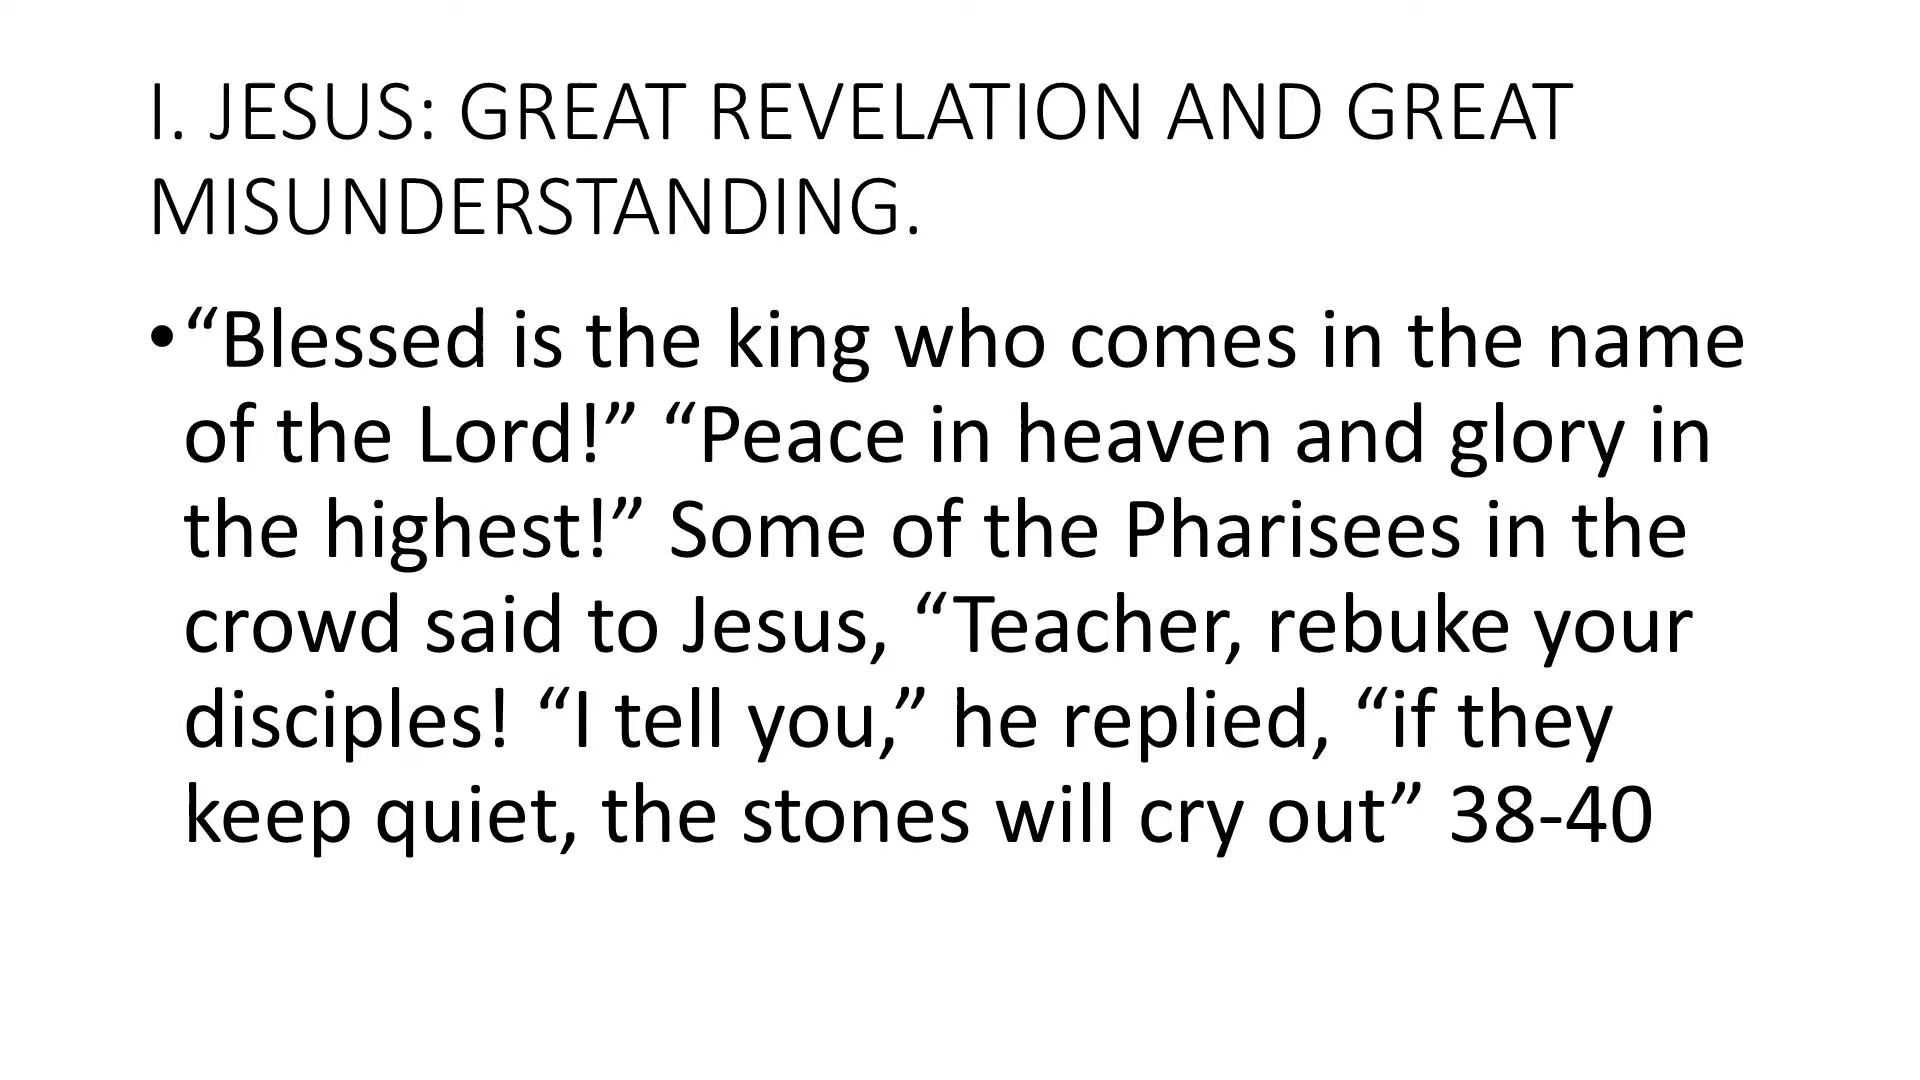 I. JESUS: GREAT REVELATION AND GREAT
MISUNDERSTANDING.
•“Blessed is the king who comes in the name
of the Lord!” “Peace in heaven and glory in
the highest!” Some of the Pharisees in the
crowd said to Jesus, “Teacher, rebuke your
disciples! “I tell you,” he replied, “if they
keep quiet, the stones will cry out” 38-40